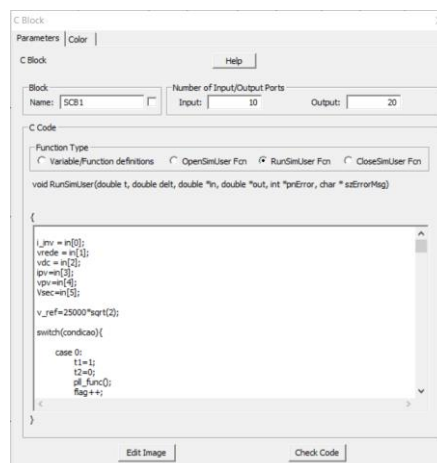 C Block
Parameters Color
C Block Help
Block
Name: SCB1
Number of Input/Output Ports
Input: 10 Output: 20
C Code
Function Type
Variable/Function definitions OpenSimUser Fcn RunSimUser Fcn CloseSimUser Fcn
void RunSimUser(double t, double delt, double *in, double *out, int *pnError, char * szErrorMsg)
{
i_inv = in[0];
vrede = in[1];
vdc = in[2];
ipv=in[3];
vpv=in[4];
Vsec=in[5];
v_ref=25000*sqrt(2);
switch(condicao){
case 0:
t1=1;
t2=0;
pll_func();
flag++;
}
Edit Image Check Code